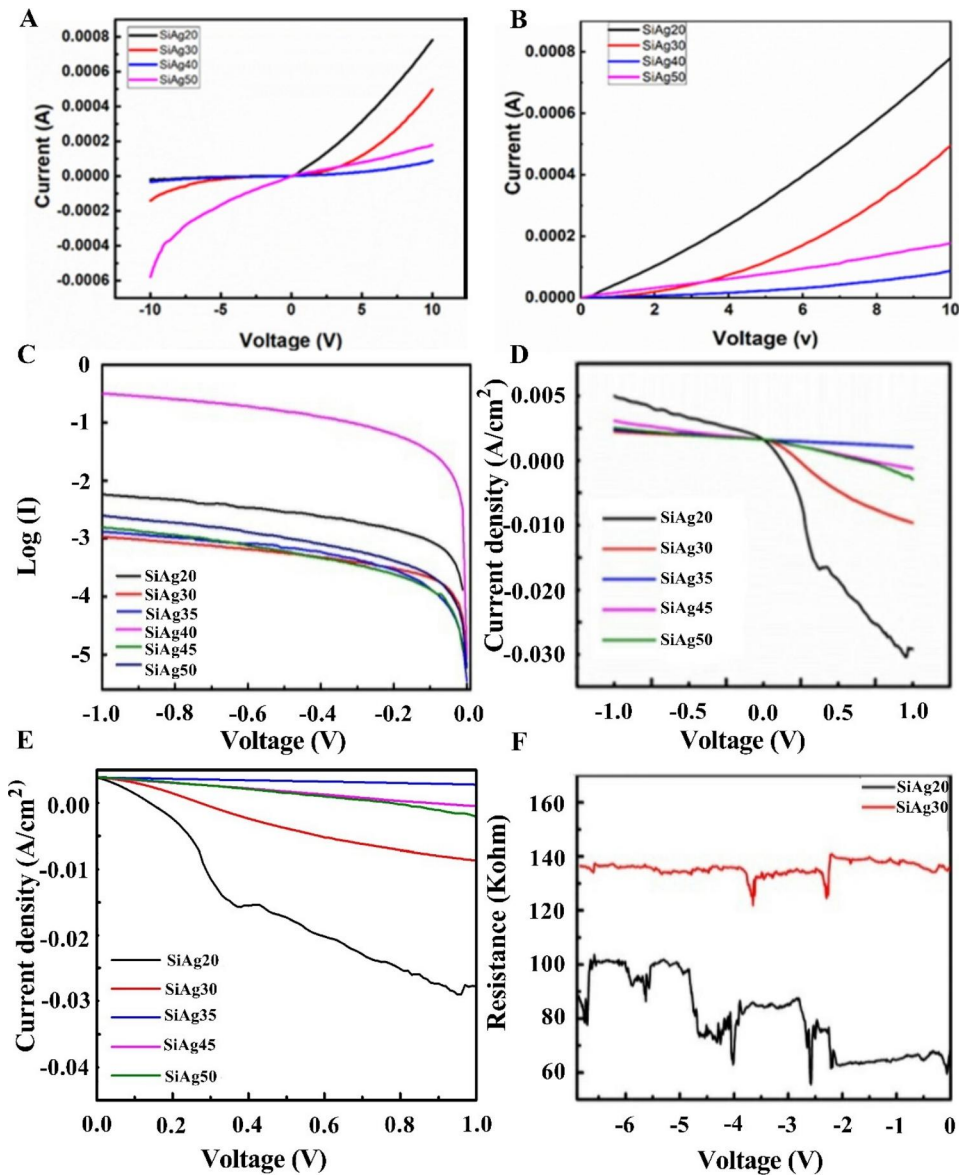 A
0.0008
0.0006
0.0004
0.0002
0.0000
-0.0002
-0.0004
-0.0006
Current (A)
SiAg20
SiAg30
SiAg40
SiAg50
-10
-5
0
5
10
Voltage (V)
B
0.0008
0.0006
0.0004
0.0002
0.0000
Current (A)
SiAg20
SiAg30
SiAg40
SiAg50
0
2
4
6
8
10
Voltage (v)
C
0
-1
-2
-3
-4
-5
Log (I)
SiAg20
SiAg30
SiAg35
SiAg40
SiAg45
SiAg50
-1.0
-0.8
-0.6
-0.4
-0.2
0.0
Voltage (V)
D
0.005
0.000
-0.010
-0.020
-0.030
Current density (A/cm²)
SiAg20
SiAg30
SiAg35
SiAg45
SiAg50
-1.0
-0.5
0.0
0.5
1.0
Voltage (V)
E
0.00
-0.01
-0.02
-0.03
-0.04
Current density (A/cm²)
SiAg20
SiAg30
SiAg35
SiAg45
SiAg50
0.0
0.2
0.4
0.6
0.8
1.0
Voltage (V)
F
160
140
120
100
80
60
Resistance (Kohm)
SiAg20
SiAg30
-6
-5
-4
-3
-2
-1
0
Voltage (V)